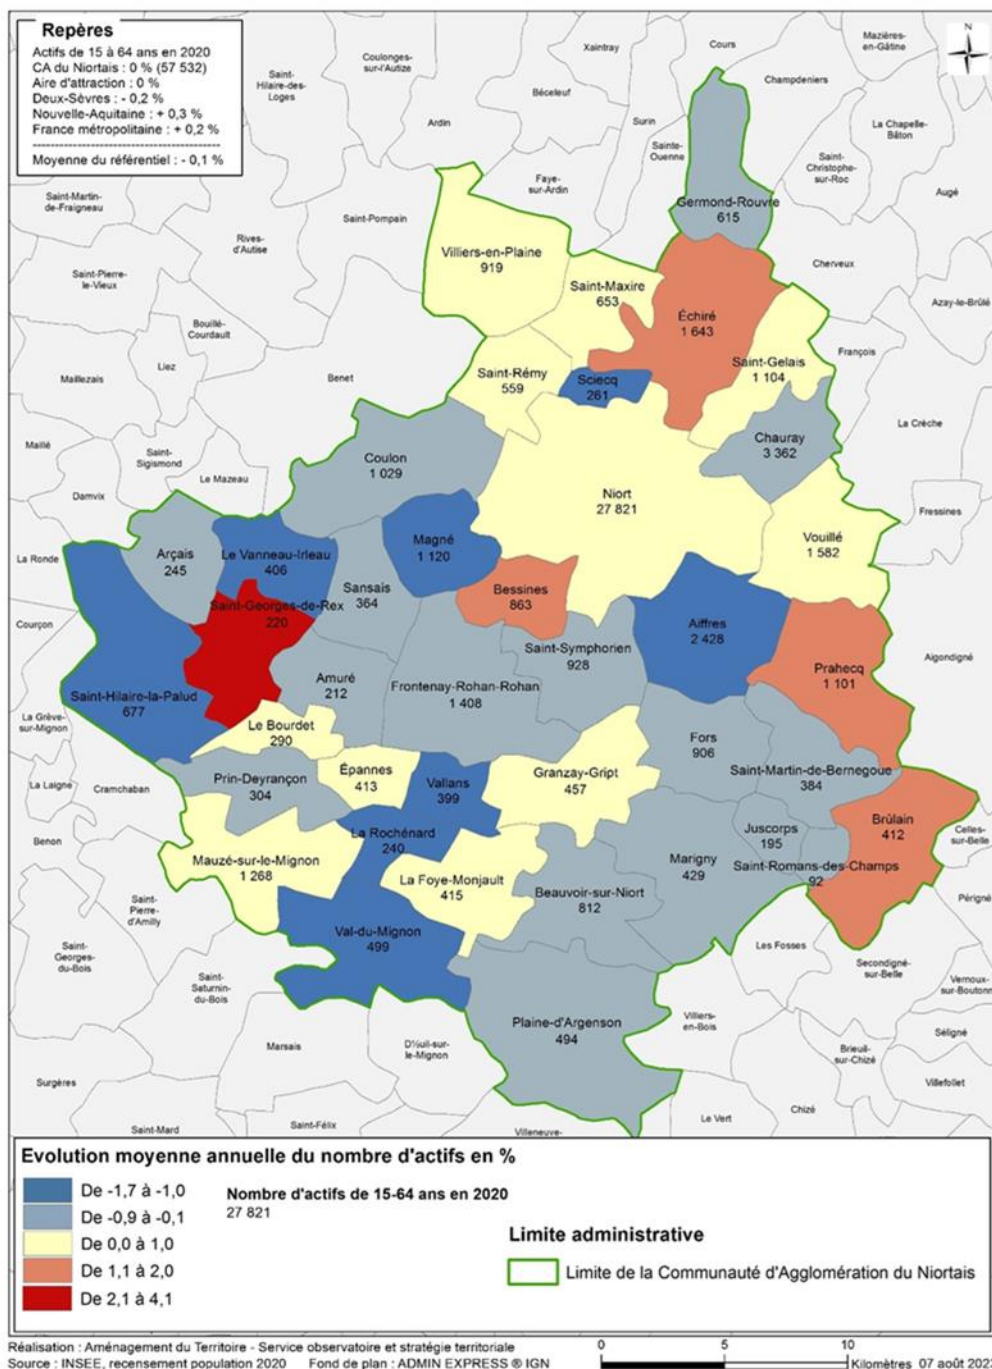 Repères
Actifs de 15 à 64 ans en 2020
CA du Niortais : 0 % (57 532)
Aire d'attraction : 0 %
Deux-Sèvres : - 0,2 %
Nouvelle-Aquitaine : + 0,3 %
France métropolitaine : + 0,2 %
Moyenne du référentiel : - 0,1 %
N
Xaintray
Cours
Mazières-
en-Gâtine
Coulonges-
sur-l'Autize
Saint-
Hilaire-des-
Loges
Béceleuf
Champdeniers
Ardin
Surin
La Chapelle-
Bâton
Sainte-
Ouenne
Saint-
Christophe-
sur-Roc
Faye-
sur-Ardin
Augé
Saint-Martin-
de-Fraigneau
Saint-Pompain
Germond-Rouvre
615
Rives-
d'Autise
Villiers-en-Plaine
919
Cherveux
Saint-Pierre-
le-Vieux
Saint-Maxire
653
Azay-le-Brûlé
Échiré
1 643
Bouillé-
Courdault
François
Saint-Gelais
1 104
Liez
Maillezais
Benet
Saint-Rémy
559
Sciecq
261
La Crèche
Chauray
3 362
Maillé
Saint-
Sigismond
Coulon
1 029
Le Mazeau
Damvix
Niort
27 821
Fressines
Vouillé
1 582
La Ronde
Arçais
245
Le Vanneau-Irleau
406
Magné
1 120
Sansais
364
Bessines
863
Saint-Georges-de-Rex
220
Courçon
Aiffres
2 428
Saint-Symphorien
928
Aigondigné
Prahecq
1 101
Amuré
212
Frontenay-Rohan-Rohan
1 408
Saint-Hilaire-la-Palud
677
La Grève-
sur-Mignon
Le Bourdet
290
Fors
906
Saint-Martin-de-Bernegoue
384
Épannes
413
Vallans
399
Granzay-Gript
457
Prin-Deyrançon
304
La Laigne
Cramchaban
Benon
La Rochénard
240
Juscorps
195
Brûlain
412
Celles-
sur-Belle
Mauzé-sur-le-Mignon
1 268
Marigny
429
Saint-Romans-des-Champs
92
La Foye-Monjault
415
Beauvoir-sur-Niort
812
Périgné
Saint-
Pierre-
d'Amilly
Val-du-Mignon
499
Les Fosses
Saint-
Georges-
du-Bois
Secondigné-
sur-Belle
Saint-
Saturnin-
du-Bois
Vernoux-
sur-Boutonn
Plaine-d'Argenson
494
Villiers-
en-Bois
Séligné
Marsais
D½uil-sur-
le-Mignon
Brieuil-
sur-Chizé
Surgères
Villefollet
Chizé
Le Vert
Saint-Mard
Saint-Félix
Villeneuve-
Evolution moyenne annuelle du nombre d'actifs en %
De -1,7 à -1,0
De -0,9 à -0,1
De 0,0 à 1,0
De 1,1 à 2,0
De 2,1 à 4,1
Nombre d'actifs de 15-64 ans en 2020
27 821
Limite administrative
Limite de la Communauté d'Agglomération du Niortais
Réalisation : Aménagement du Territoire - Service observatoire et stratégie territoriale
Source : INSEE, recensement population 2020 Fond de plan : ADMIN EXPRESS ® IGN
0 5 10
Kilomètres 07 août